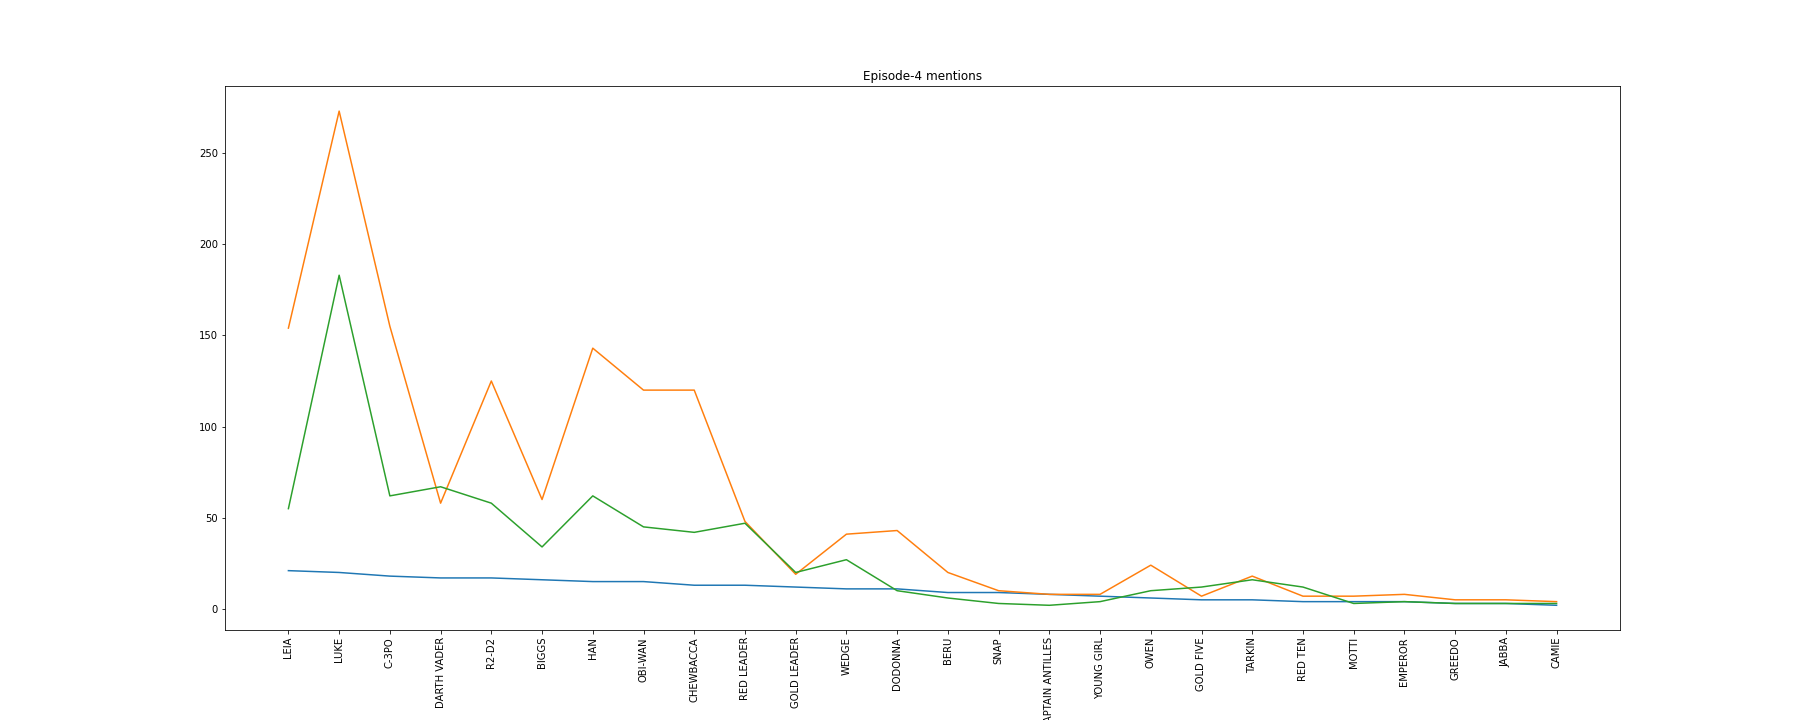 Episode-4 mentions
250
200
150
100
50
0
LEIA
LUKE
C-3PO
DARTH VADER
R2-D2
BIGGS
HAN
OBI-WAN
CHEWBACCA
RED LEADER
GOLD LEADER
WEDGE
DODONNA
BERU
SNAP
APTAIN ANTILLES
YOUNG GIRL
OWEN
GOLD FIVE
TARKIN
RED TEN
MOTTI
EMPEROR
GREEDO
JABBA
CAMIE